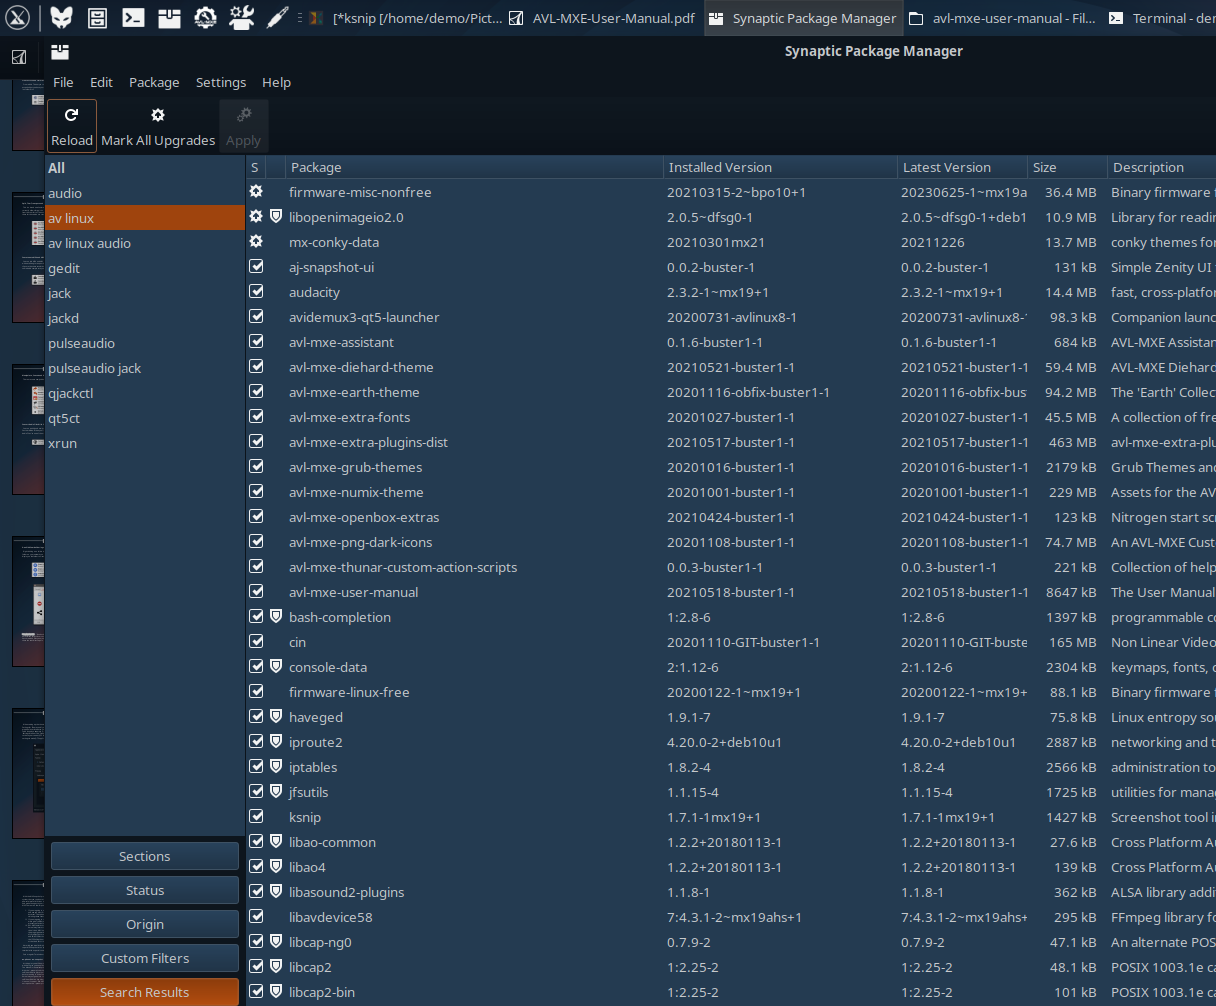 [*ksnip [/home/demo/Pict... AVL-MXE-User-Manual.pdf Synaptic Package Manager avl-mxe-user-manual - Fil... Terminal - der
Synaptic Package Manager
File Edit Package Settings Help
Reload Mark All Upgrades Apply
All
audio
av linux
av linux audio
gedit
jack
jackd
pulseaudio
pulseaudio jack
qjackctl
qt5ct
xrun
Sections
Status
Origin
Custom Filters
Search Results
S Package Installed Version Latest Version Size Description
firmware-misc-nonfree 20210315-2~bpo10+1 20230625-1~mx19a 36.4 MB Binary firmware f
libopenimageio2.0 2.0.5~dfsg0-1 2.0.5~dfsg0-1+deb1 10.9 MB Library for readin
mx-conky-data 20210301mx21 20211226 13.7 MB conky themes for
aj-snapshot-ui 0.0.2-buster-1 0.0.2-buster-1 131 kB Simple Zenity UI
audacity 2.3.2-1~mx19+1 2.3.2-1~mx19+1 14.4 MB fast, cross-platfor
avidemux3-qt5-launcher 20200731-avlinux8-1 20200731-avlinux8- 98.3 kB Companion launc
avl-mxe-assistant 0.1.6-buster1-1 0.1.6-buster1-1 684 kB AVL-MXE Assistan
avl-mxe-diehard-theme 20210521-buster1-1 20210521-buster1-1 59.4 MB AVL-MXE Diehard
avl-mxe-earth-theme 20201116-obfix-buster1-1 20201116-obfix-bus 94.2 MB The 'Earth' Collec
avl-mxe-extra-fonts 20201027-buster1-1 20201027-buster1-1 45.5 MB A collection of fre
avl-mxe-extra-plugins-dist 20210517-buster1-1 20210517-buster1-1 463 MB avl-mxe-extra-plu
avl-mxe-grub-themes 20201016-buster1-1 20201016-buster1-1 2179 kB Grub Themes and
avl-mxe-numix-theme 20201001-buster1-1 20201001-buster1-1 229 MB Assets for the AV
avl-mxe-openbox-extras 20210424-buster1-1 20210424-buster1-1 123 kB Nitrogen start scr
avl-mxe-png-dark-icons 20201108-buster1-1 20201108-buster1-1 74.7 MB An AVL-MXE Cust
avl-mxe-thunar-custom-action-scripts 0.0.3-buster1-1 0.0.3-buster1-1 221 kB Collection of help
avl-mxe-user-manual 20210518-buster1-1 20210518-buster1-1 8647 kB The User Manual
bash-completion 1:2.8-6 1:2.8-6 1397 kB programmable co
cin 20201110-GIT-buster1-1 20201110-GIT-buste 165 MB Non Linear Video
console-data 2:1.12-6 2:1.12-6 2304 kB keymaps, fonts, c
firmware-linux-free 20200122-1~mx19+1 20200122-1~mx19+ 88.1 kB Binary firmware f
haveged 1.9.1-7 1.9.1-7 75.8 kB Linux entropy sou
iproute2 4.20.0-2+deb10u1 4.20.0-2+deb10u1 2887 kB networking and t
iptables 1.8.2-4 1.8.2-4 2566 kB administration to
jfsutils 1.1.15-4 1.1.15-4 1725 kB utilities for manag
ksnip 1.7.1-1mx19+1 1.7.1-1mx19+1 1427 kB Screenshot tool i
libao-common 1.2.2+20180113-1 1.2.2+20180113-1 27.6 kB Cross Platform Au
libao4 1.2.2+20180113-1 1.2.2+20180113-1 139 kB Cross Platform Au
libasound2-plugins 1.1.8-1 1.1.8-1 362 kB ALSA library addi
libavdevice58 7:4.3.1-2~mx19ahs+1 7:4.3.1-2~mx19ahs+ 295 kB FFmpeg library fo
libcap-ng0 0.7.9-2 0.7.9-2 47.1 kB An alternate POS
libcap2 1:2.25-2 1:2.25-2 48.1 kB POSIX 1003.1e ca
libcap2-bin 1:2.25-2 1:2.25-2 101 kB POSIX 1003.1e ca